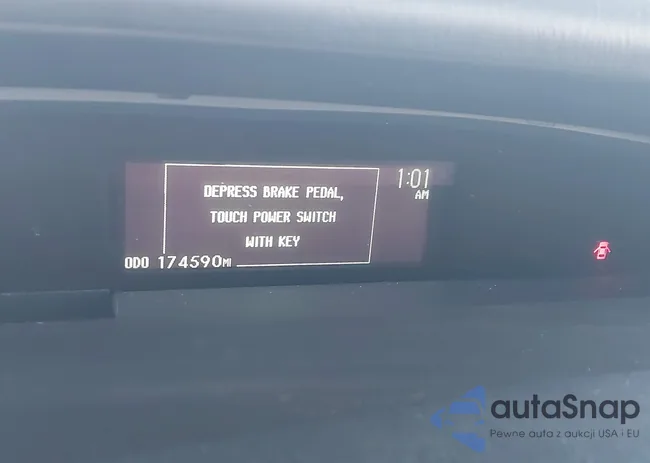 DEPRESS BRAKE PEDAL,
TOUCH POWER SWITCH
WITH KEY
1:01
AM
ODO 174590MI
autaSnap
Pewne auta z aukcji USA i EU